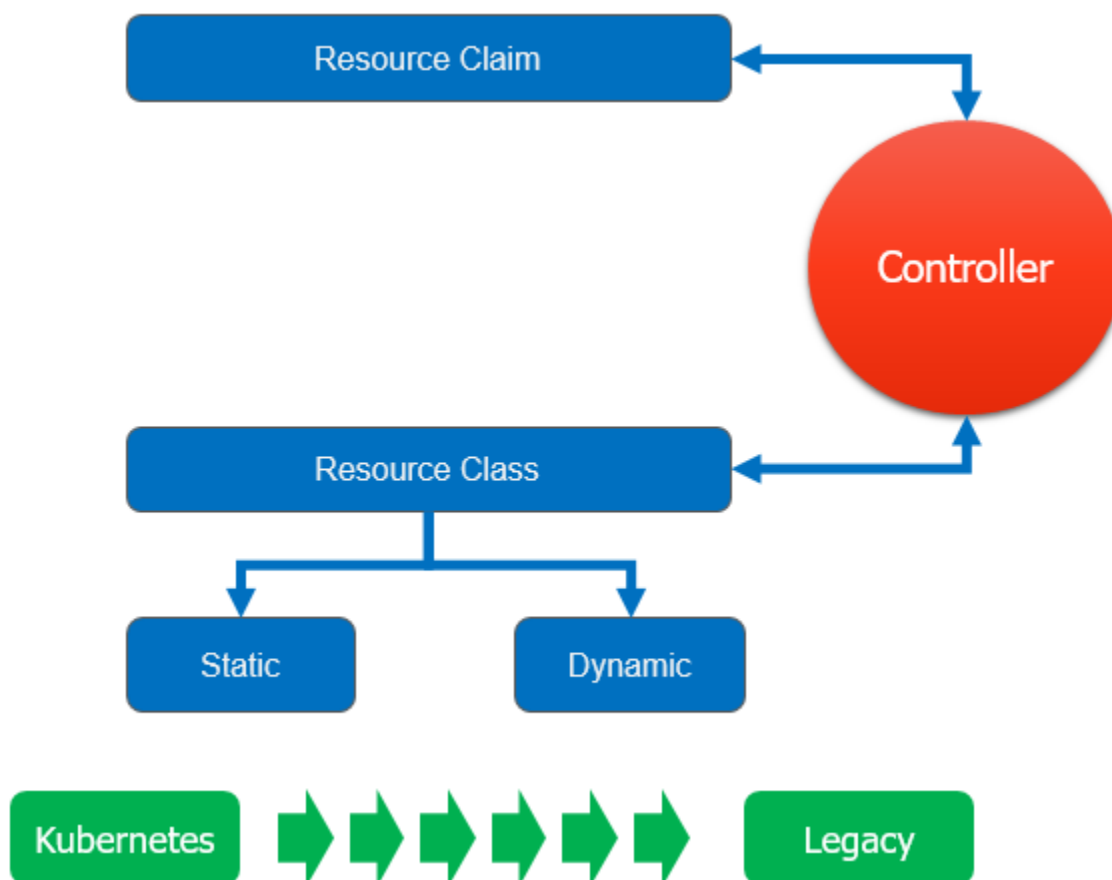 Resource Claim
Controller
Resource Class
Static
Dynamic
Kubernetes
Legacy